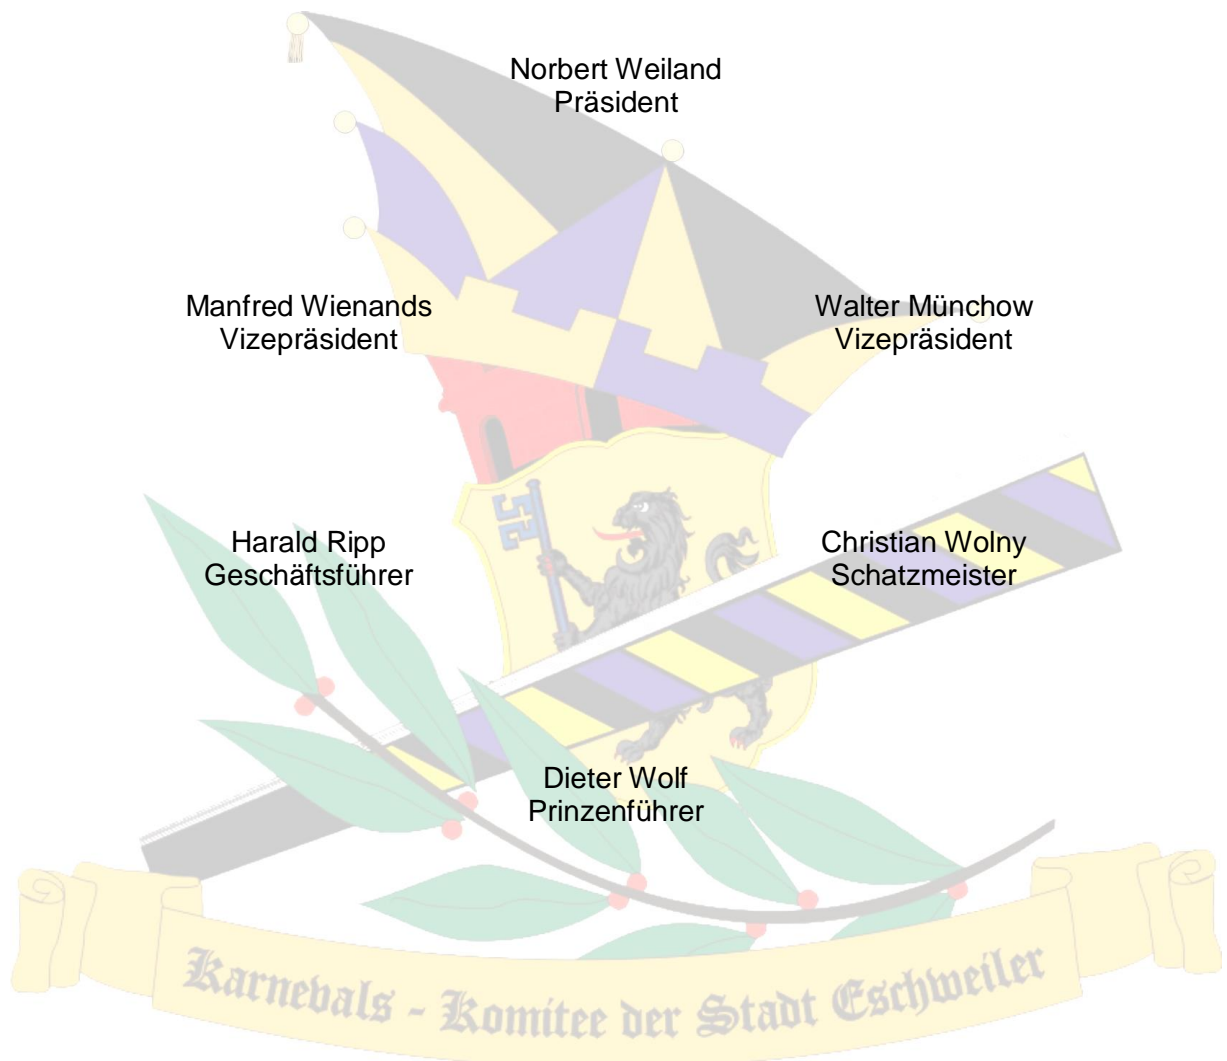 Norbert Weiland
Präsident
Manfred Wienands
Vizepräsident
Walter Münchow
Vizepräsident
Harald Ripp
Geschäftsführer
Christian Wolny
Schatzmeister
Dieter Wolf
Prinzenführer
Karnevals - Komitee der Stadt Eschweiler